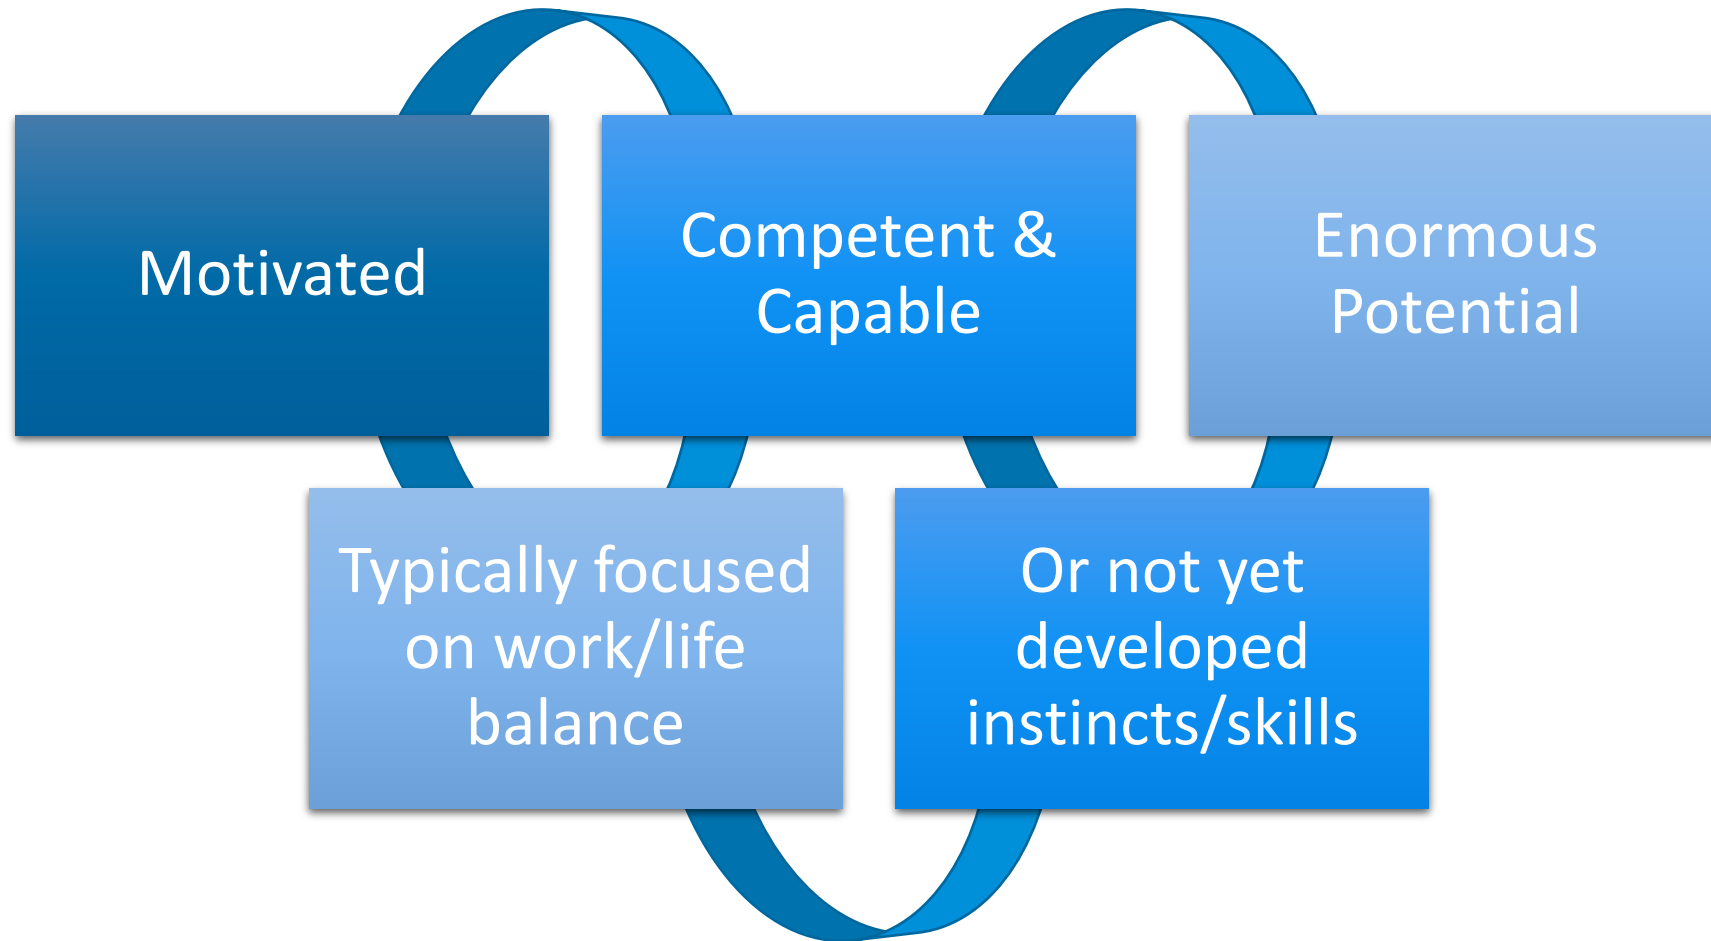 Motivated
Competent &
Capable
Enormous
Potential
Typically focused
on work/life
balance
Or not yet
developed
instincts/skills